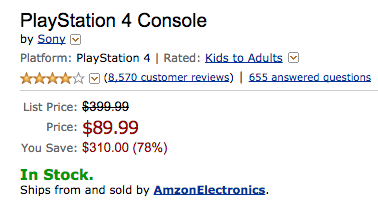 PlayStation 4 Console
by Sony
Platform: PlayStation 4 | Rated: Kids to Adults
(8,570 customer reviews) | 655 answered questions
List Price: $399.99
Price: $89.99
You Save: $310.00 (78%)
In Stock.
Ships from and sold by AmzonElectronics.